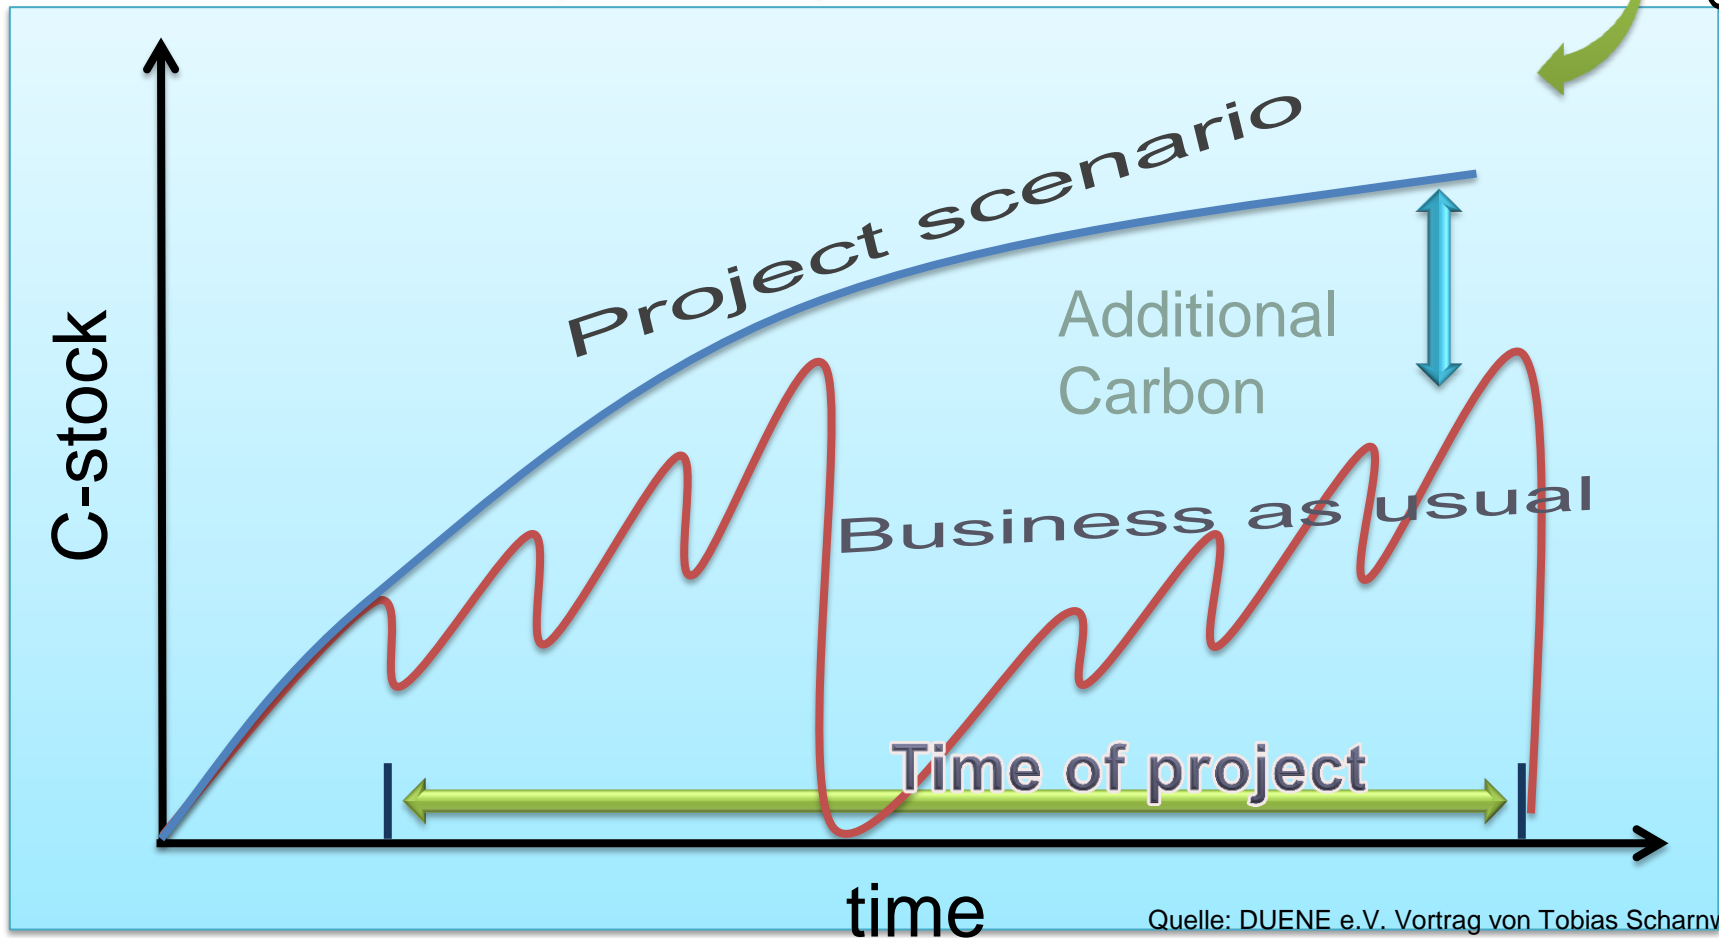 Project scenario
Additional
Carbon
C-stock
Business as usual
Time of project
time
Quelle: DUENE e.V. Vortrag von Tobias